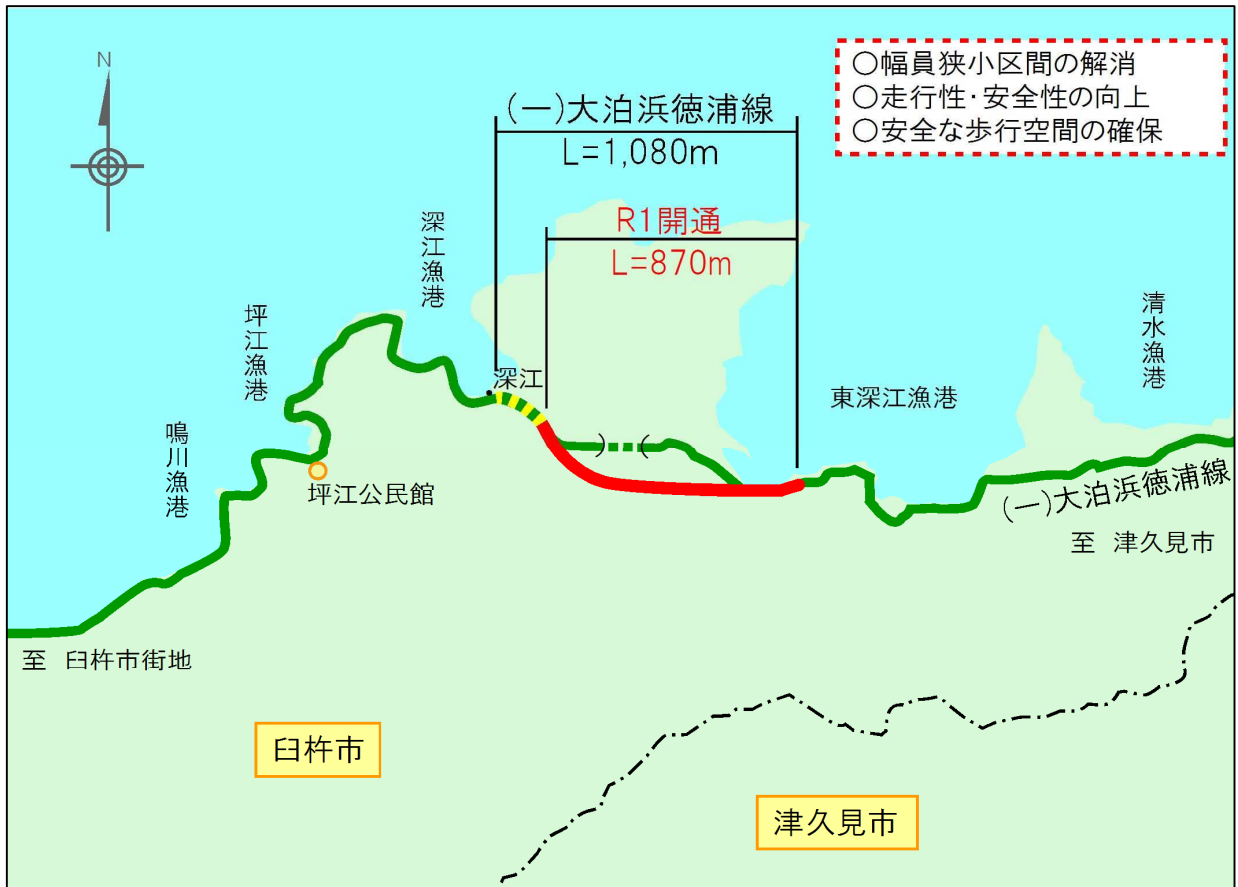 N
○幅員狭小区間の解消
○走行性・安全性の向上
○安全な歩行空間の確保
(一)大泊浜徳浦線
L=1,080m
R1開通
L=870m
深江漁港
坪江漁港
鳴川漁港
清水漁港
深江
東深江漁港
坪江公民館
(一)大泊浜徳浦線
至 津久見市
至 臼杵市街地
臼杵市
津久見市